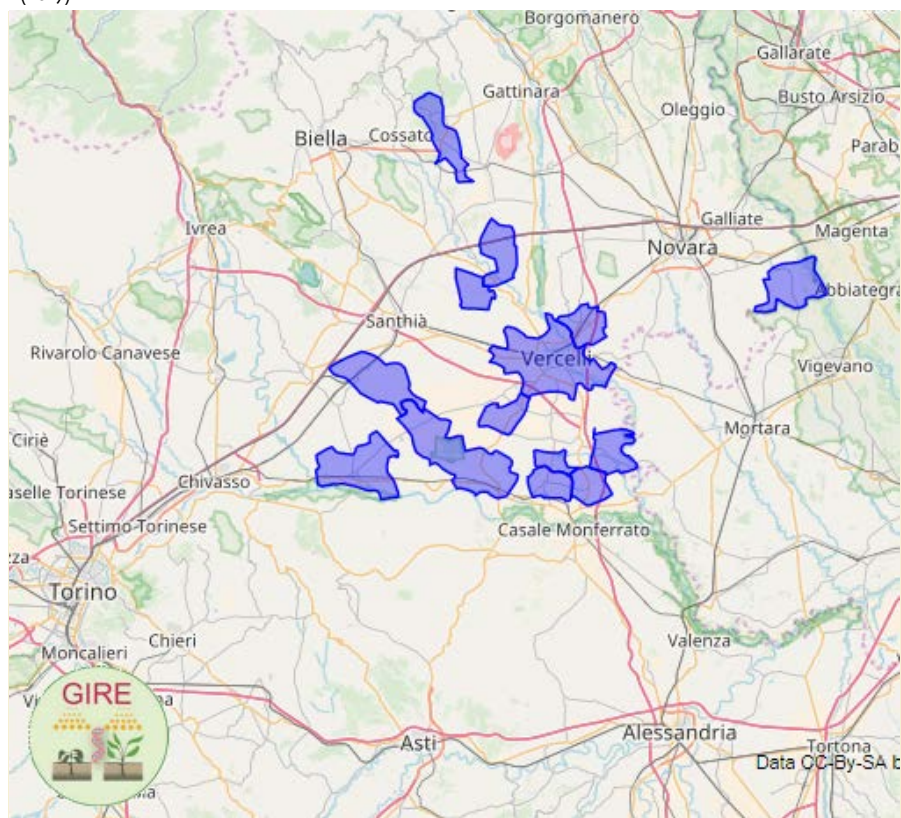 Borgomanero
Gallarate
Gattinara
Busto Arsizio
Oleggio
Biella
Cossato
Parab
Ivrea
Galliate
Magenta
Novara
Abbiategra
Santhià
Rivarolo Canavese
Vercelli
Vigevano
Mortara
Ciriè
Chivasso
aselle Torinese
Settimo Torinese
Casale Monferrato
zza
Torino
Chieri
Valenza
Moncalieri
GIRE
Asti
Alessandria
Tortona
Data CC-By-SA b